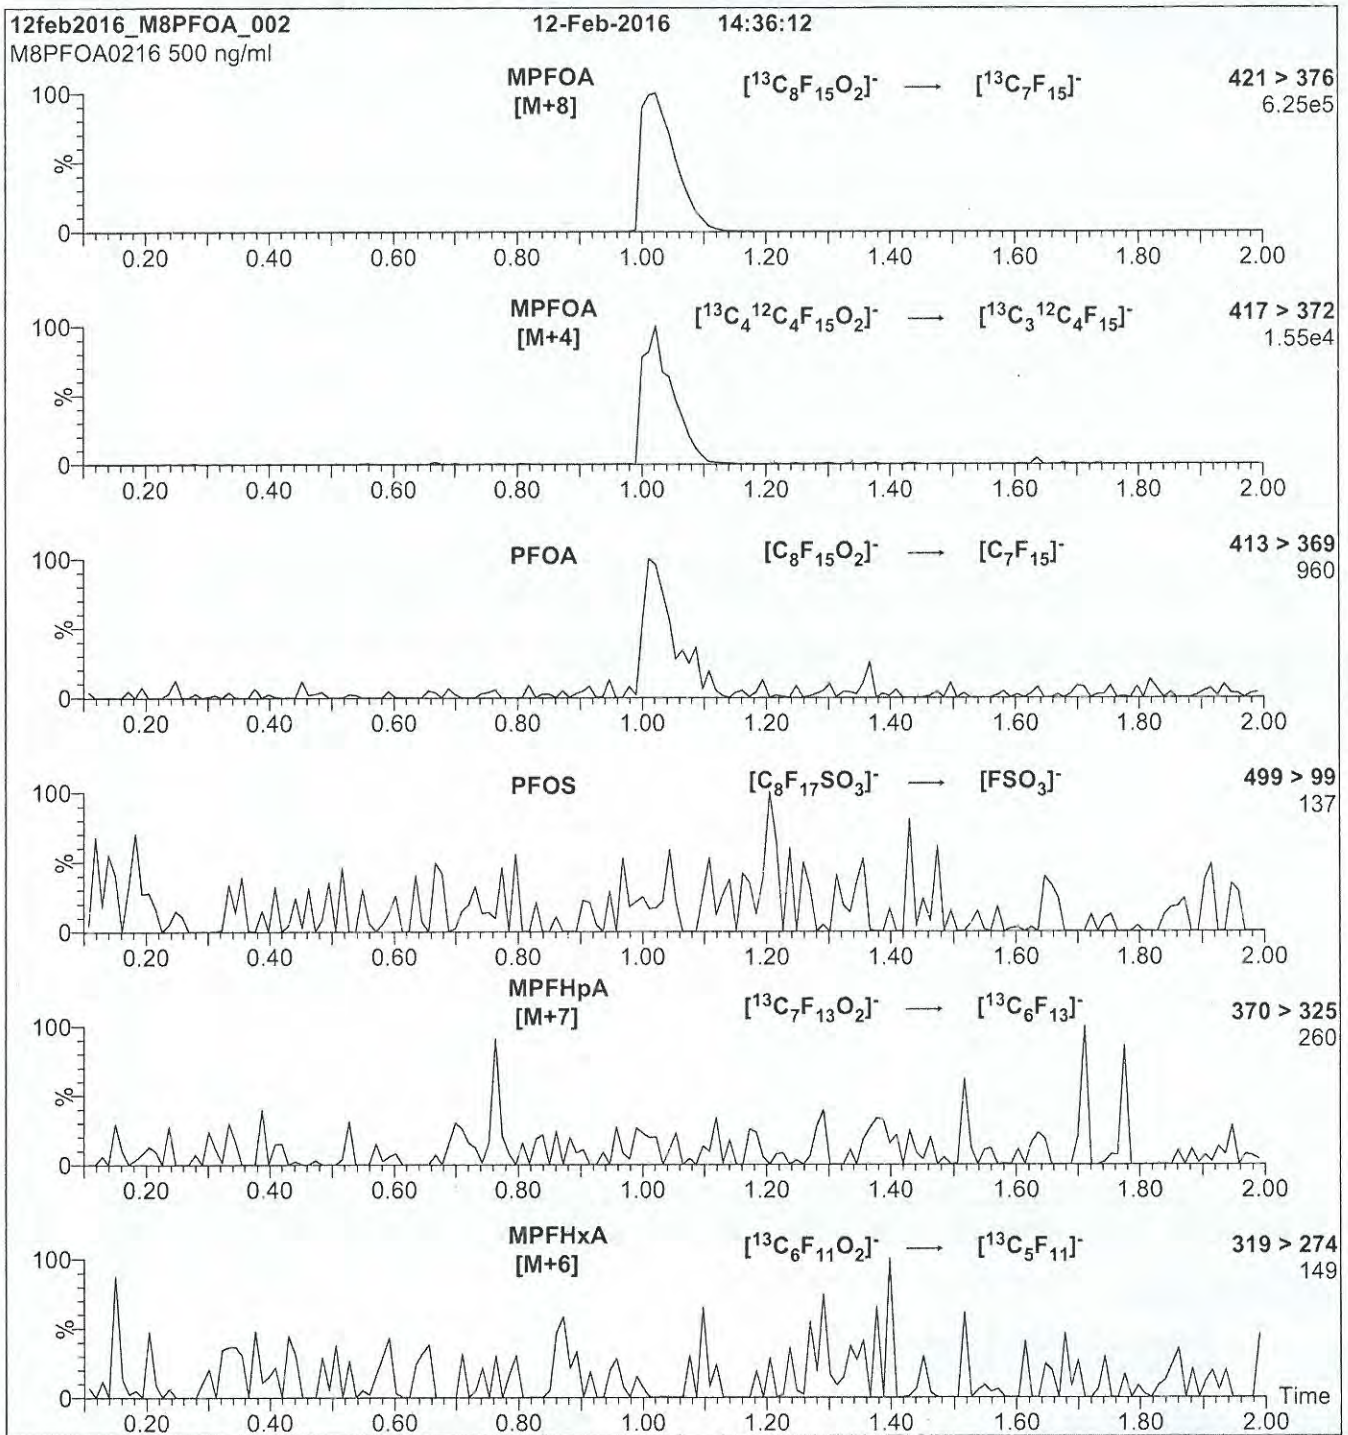 12feb2016_M8PFOA_002 12-Feb-2016 14:36:12
M8PFOA0216 500 ng/ml
MPFOA [¹³C₈F₁₅O₂]⁻ → [¹³C₇F₁₅]⁻ 421 > 376
[M+8] 6.25e5
100
%
0
0.20 0.40 0.60 0.80 1.00 1.20 1.40 1.60 1.80 2.00
MPFOA [¹³C₄¹²C₄F₁₅O₂]⁻ → [¹³C₃¹²C₄F₁₅]⁻ 417 > 372
[M+4] 1.55e4
100
%
0
0.20 0.40 0.60 0.80 1.00 1.20 1.40 1.60 1.80 2.00
PFOA [C₈F₁₅O₂]⁻ → [C₇F₁₅]⁻ 413 > 369
960
100
%
0
0.20 0.40 0.60 0.80 1.00 1.20 1.40 1.60 1.80 2.00
PFOS [C₈F₁₇SO₃]⁻ → [FSO₃]⁻ 499 > 99
137
100
%
0
0.20 0.40 0.60 0.80 1.00 1.20 1.40 1.60 1.80 2.00
MPFHpA [¹³C₇F₁₃O₂]⁻ → [¹³C₆F₁₃]⁻ 370 > 325
[M+7] 260
100
%
0
0.20 0.40 0.60 0.80 1.00 1.20 1.40 1.60 1.80 2.00
MPFHxA [¹³C₆F₁₁O₂]⁻ → [¹³C₅F₁₁]⁻ 319 > 274
[M+6] 149
100
%
0 Time
0.20 0.40 0.60 0.80 1.00 1.20 1.40 1.60 1.80 2.00